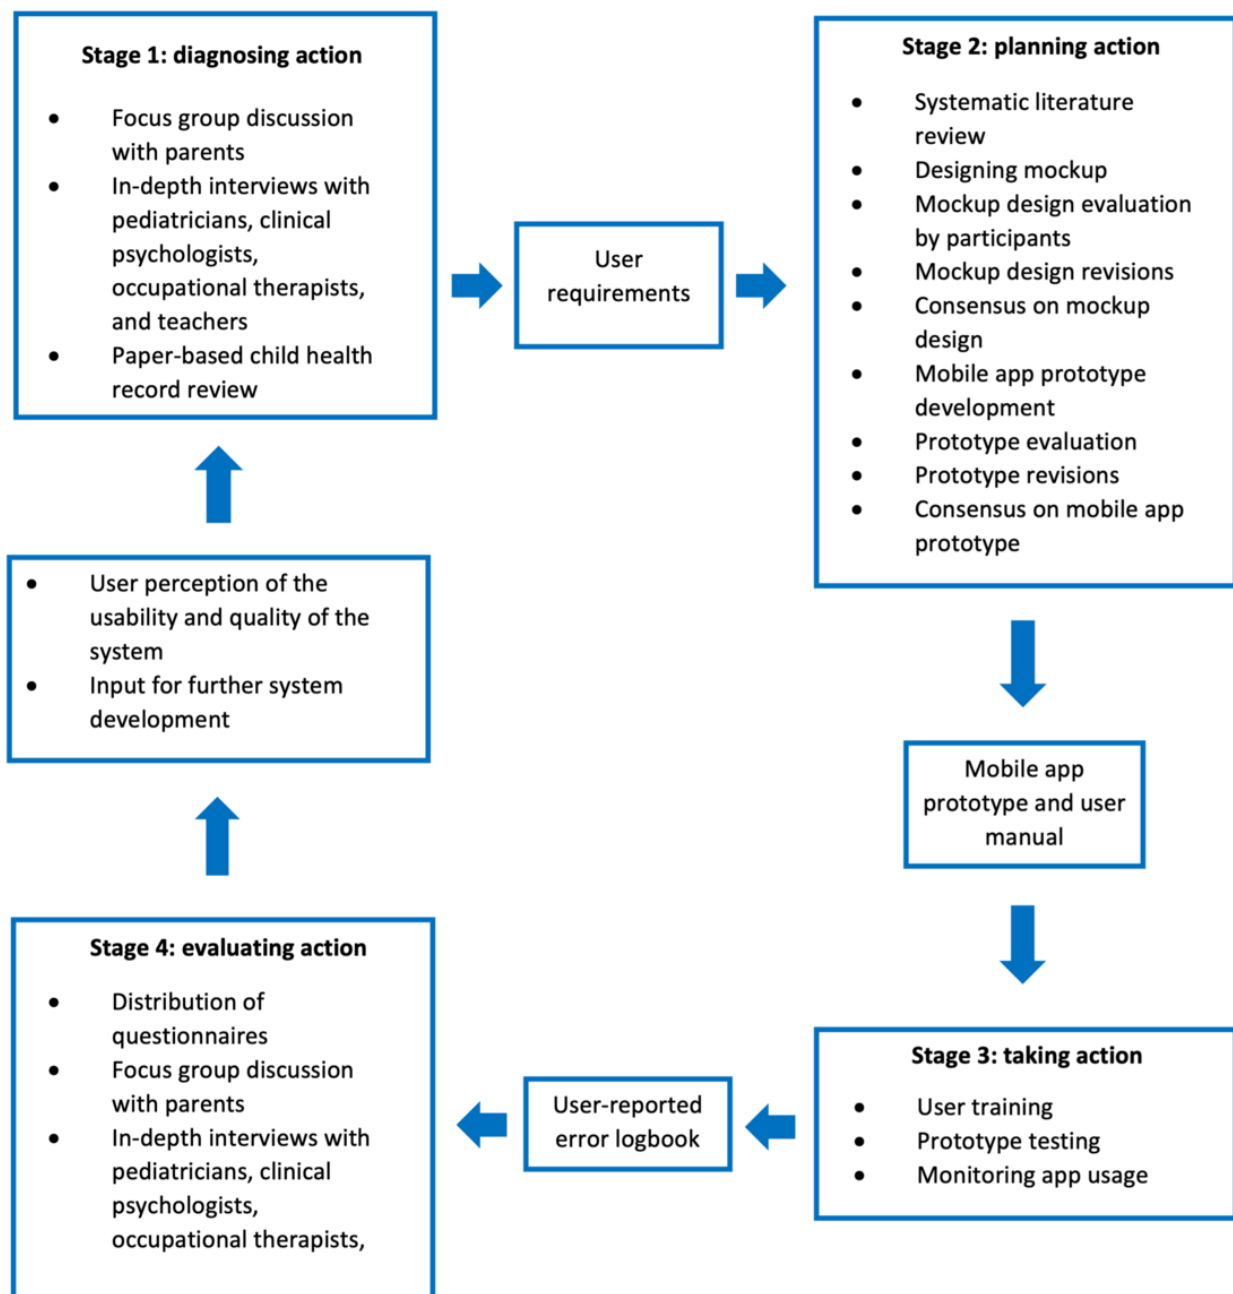 Stage 1: diagnosing action
• Focus group discussion
with parents
• In-depth interviews with
pediatricians, clinical
psychologists,
occupational therapists,
and teachers
• Paper-based child health
record review
User
requirements
Stage 2: planning action
• Systematic literature
review
• Designing mockup
• Mockup design evaluation
by participants
• Mockup design revisions
• Consensus on mockup
design
• Mobile app prototype
development
• Prototype evaluation
• Prototype revisions
• Consensus on mobile app
prototype
Mobile app
prototype and user
manual
Stage 3: taking action
• User training
• Prototype testing
• Monitoring app usage
User-reported
error logbook
Stage 4: evaluating action
• Distribution of
questionnaires
• Focus group discussion
with parents
• In-depth interviews with
pediatricians, clinical
psychologists,
occupational therapists,
• User perception of the
usability and quality of the
system
• Input for further system
development